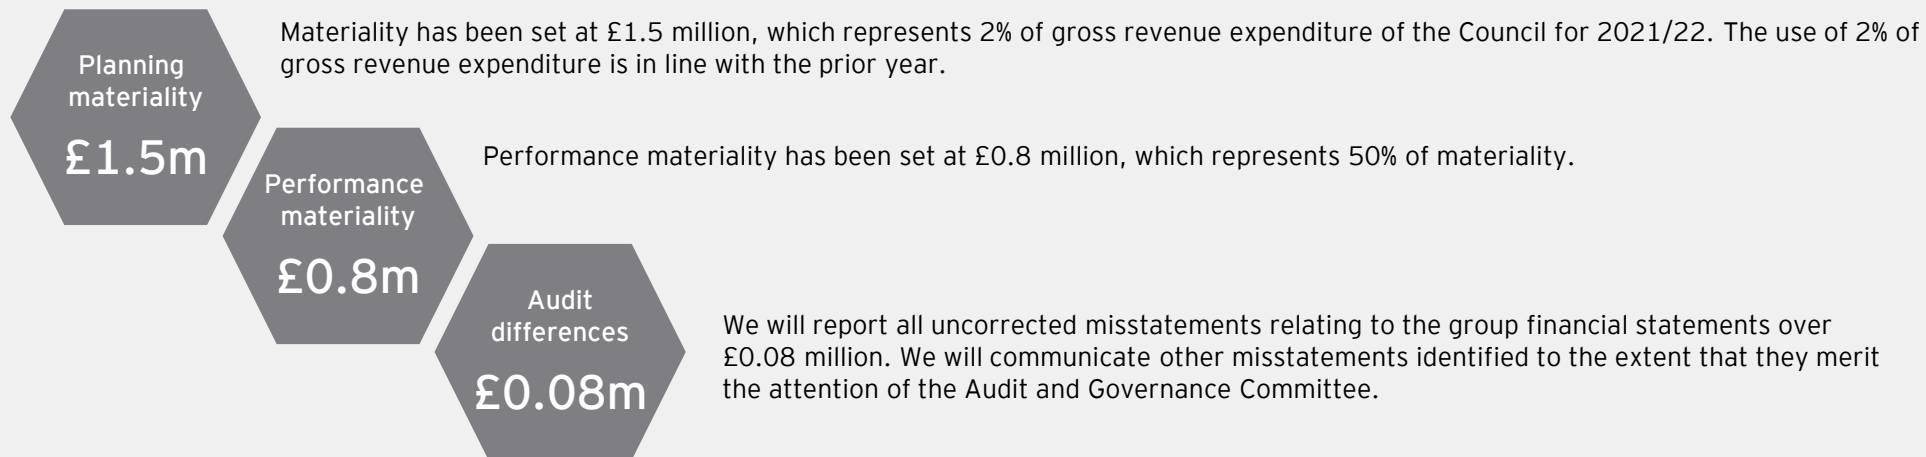 Planning
materiality
£1.5m
Materiality has been set at £1.5 million, which represents 2% of gross revenue expenditure of the Council for 2021/22. The use of 2% of
gross revenue expenditure is in line with the prior year.
Performance
materiality
£0.8m
Performance materiality has been set at £0.8 million, which represents 50% of materiality.
Audit
differences
£0.08m
We will report all uncorrected misstatements relating to the group financial statements over
£0.08 million. We will communicate other misstatements identified to the extent that they merit
the attention of the Audit and Governance Committee.